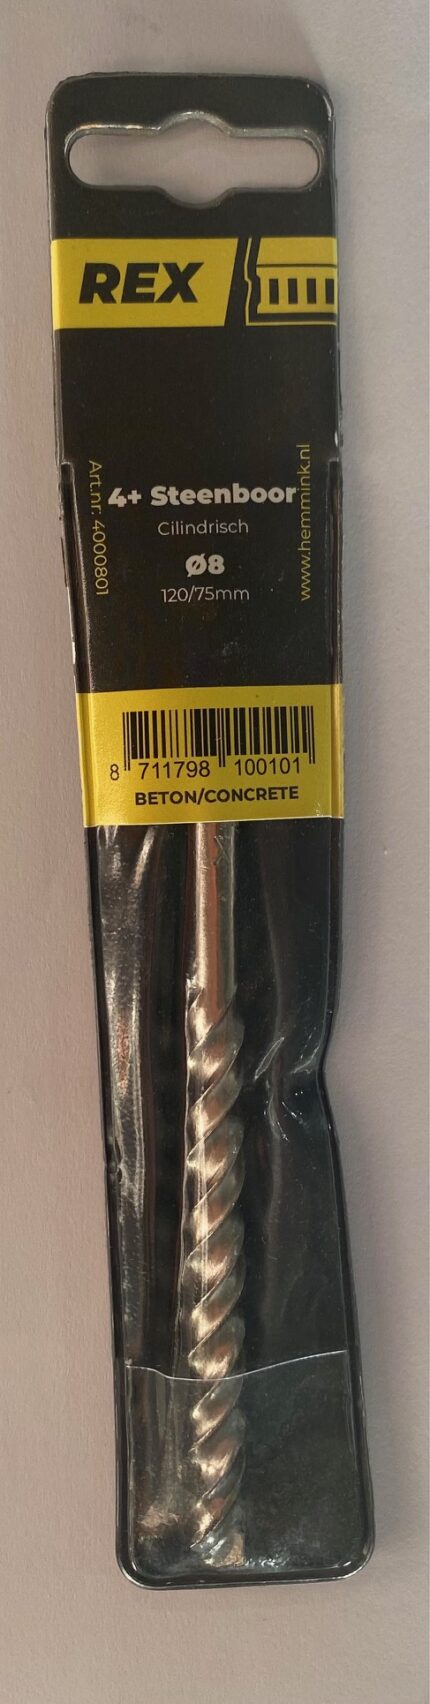 REX
4+ Steenboor
Cilindrisch
Ø8
120/75mm
Art.nr: 4000801
www.hemmink.nl
8 711798 100101
BETON/CONCRETE